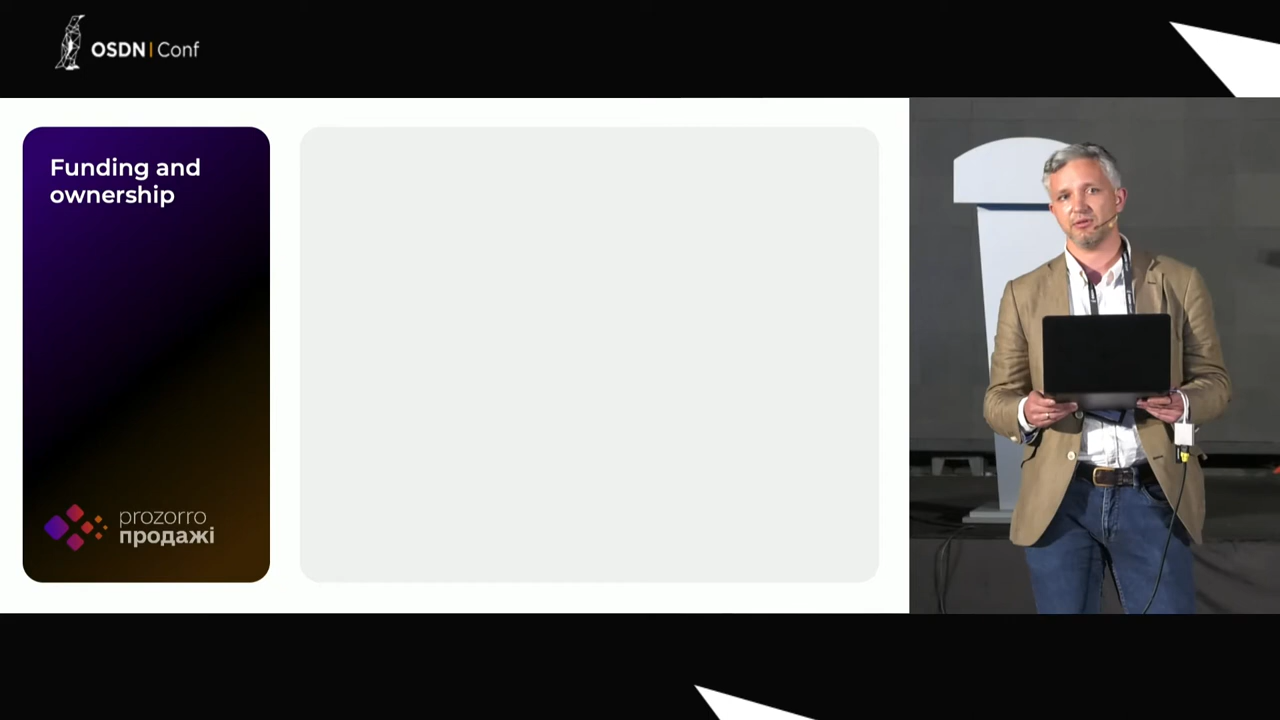 OSDN | Conf
Funding and
ownership
prozorro
продажі